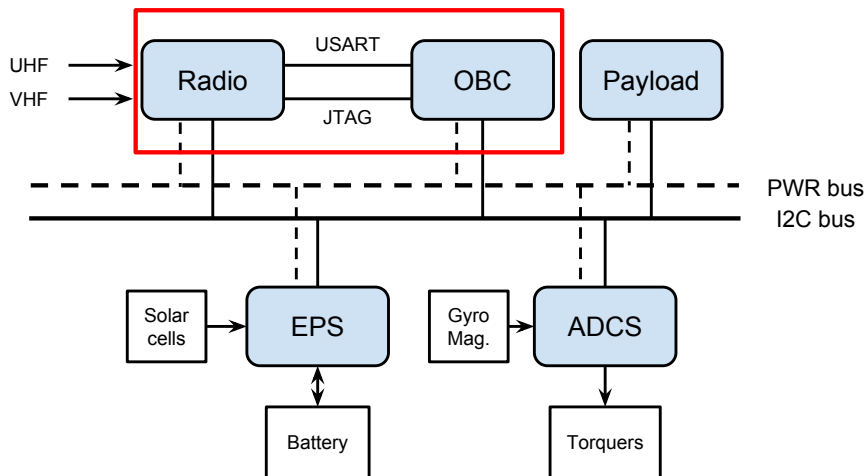 USART
UHF
Radio
OBC
Payload
VHF
JTAG
PWR bus
I2C bus
Solar
cells
EPS
Gyro
Mag.
ADCS
Battery
Torquers